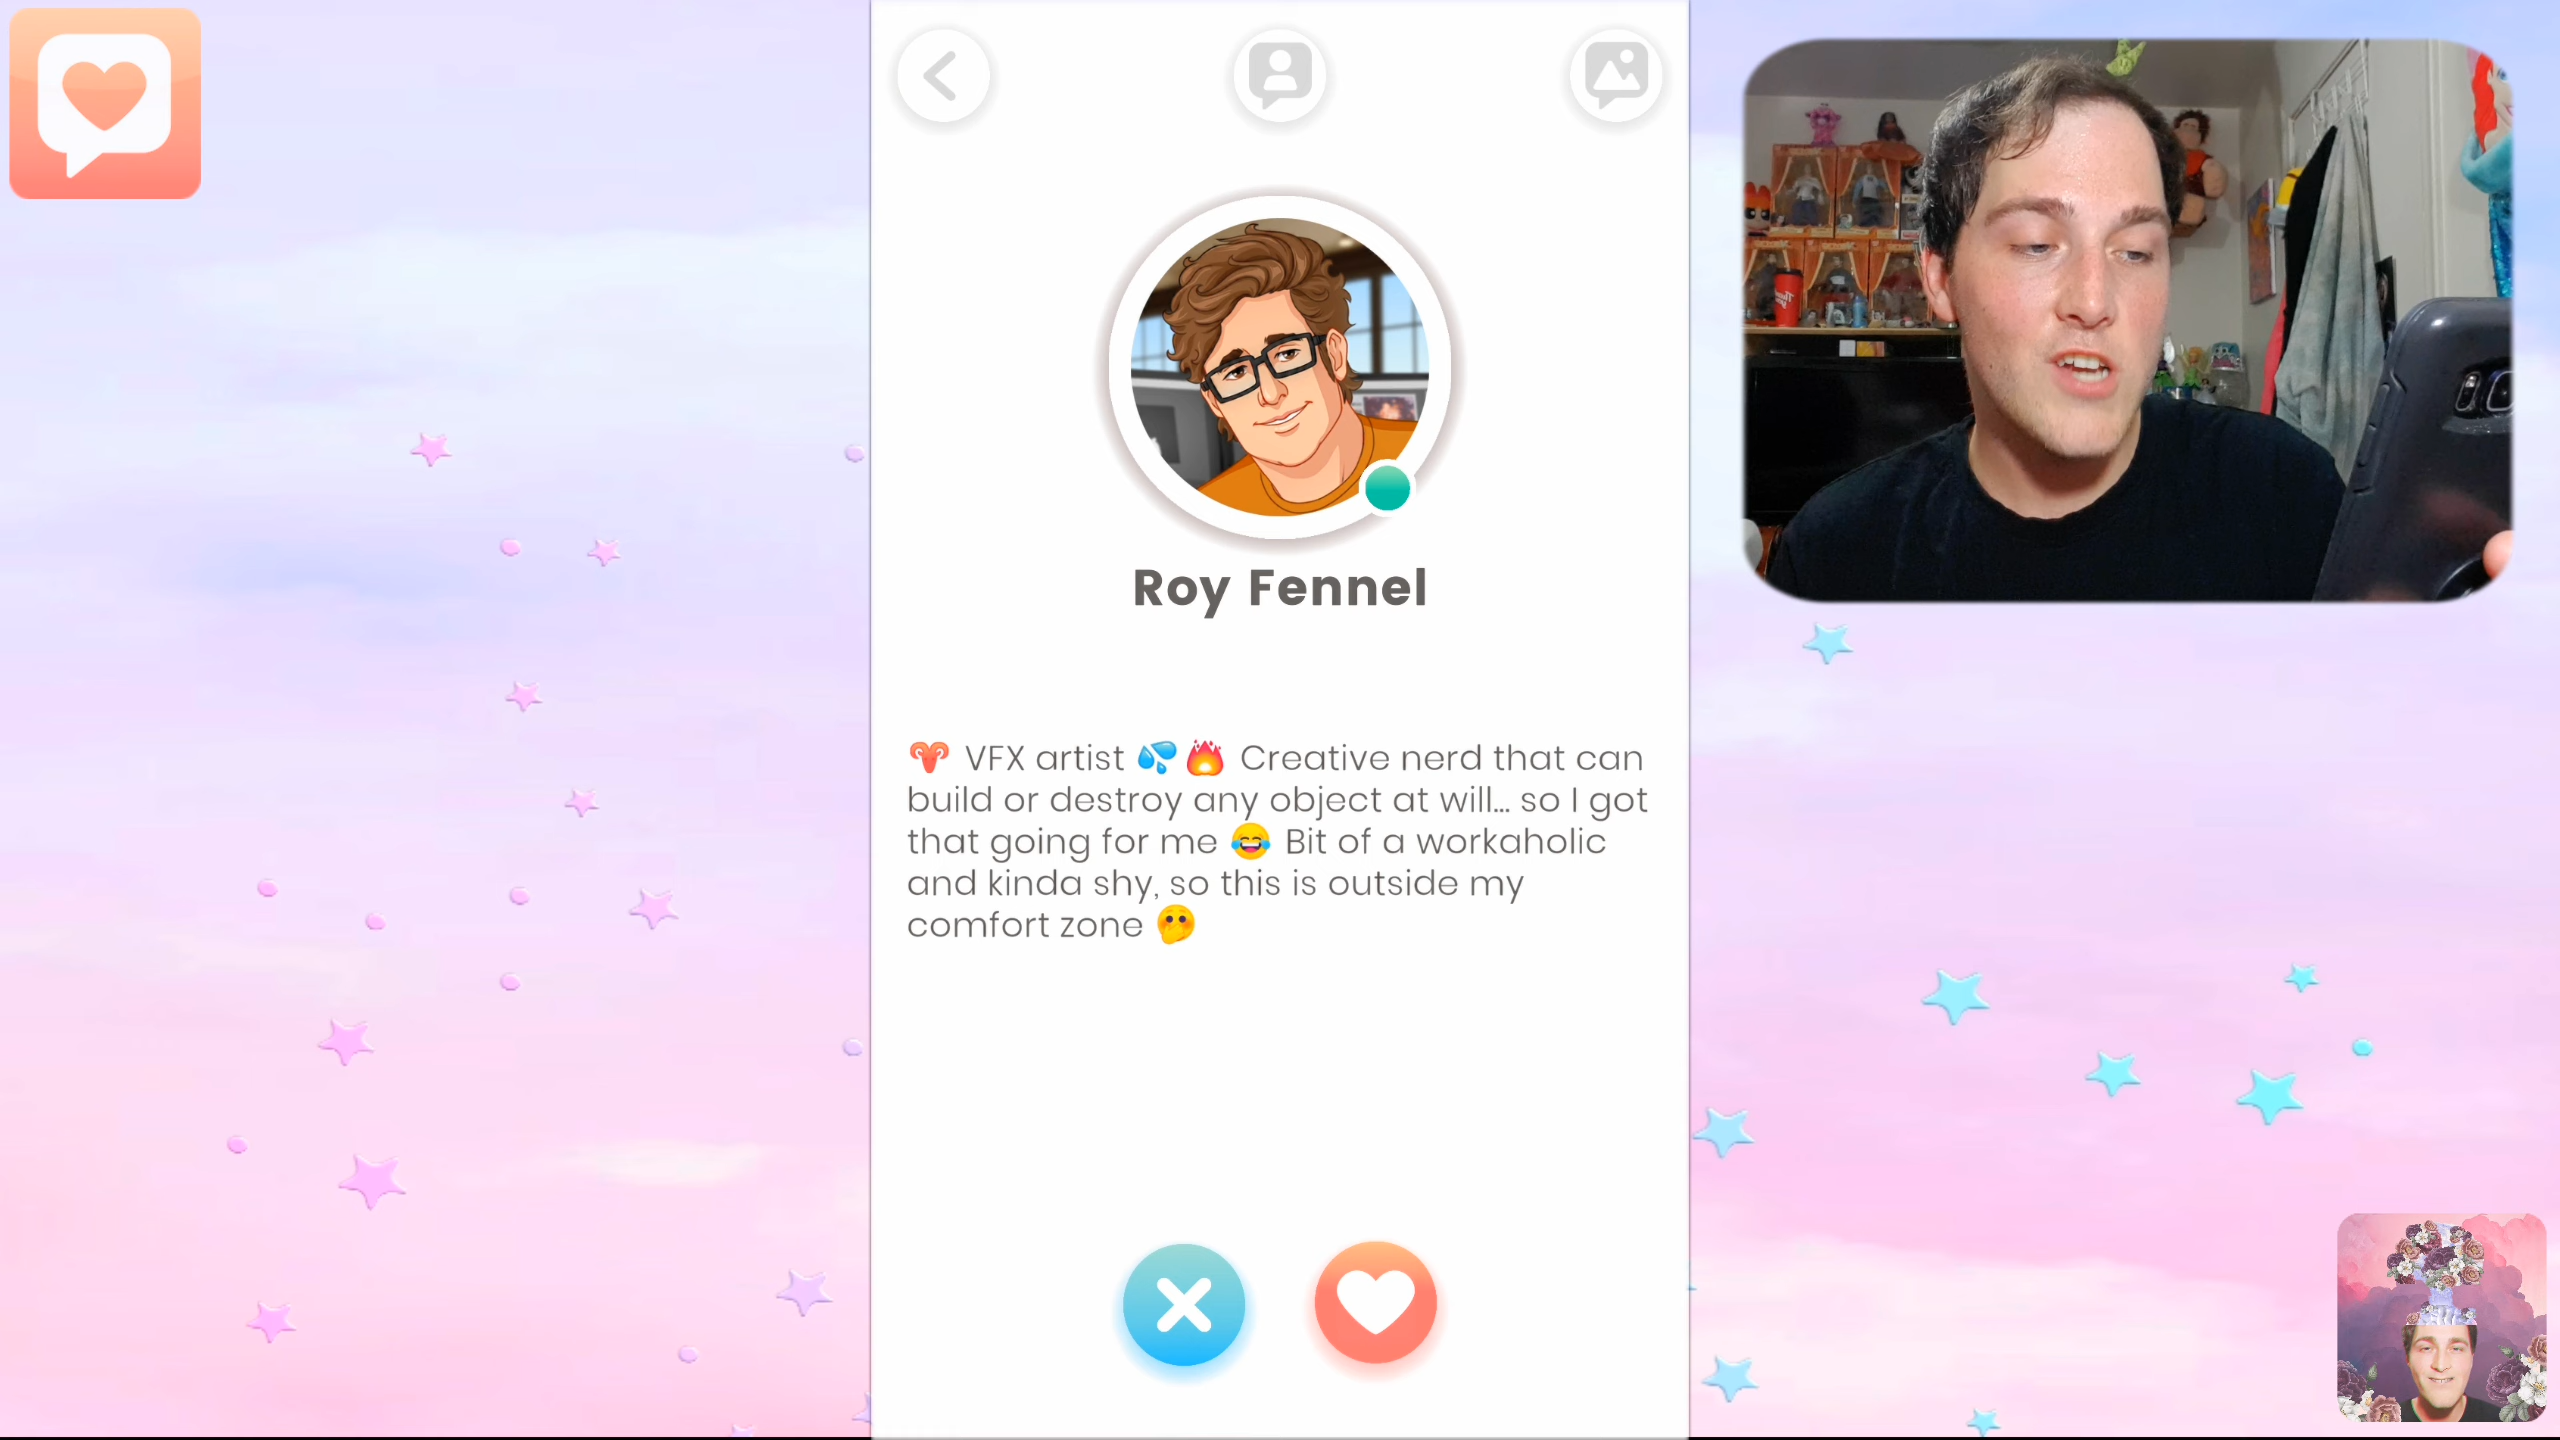 Roy Fennel
♈ VFX artist 💦🔥 Creative nerd that can
build or destroy any object at will... so I got
that going for me 😂 Bit of a workaholic
and kinda shy, so this is outside my
comfort zone 🤭